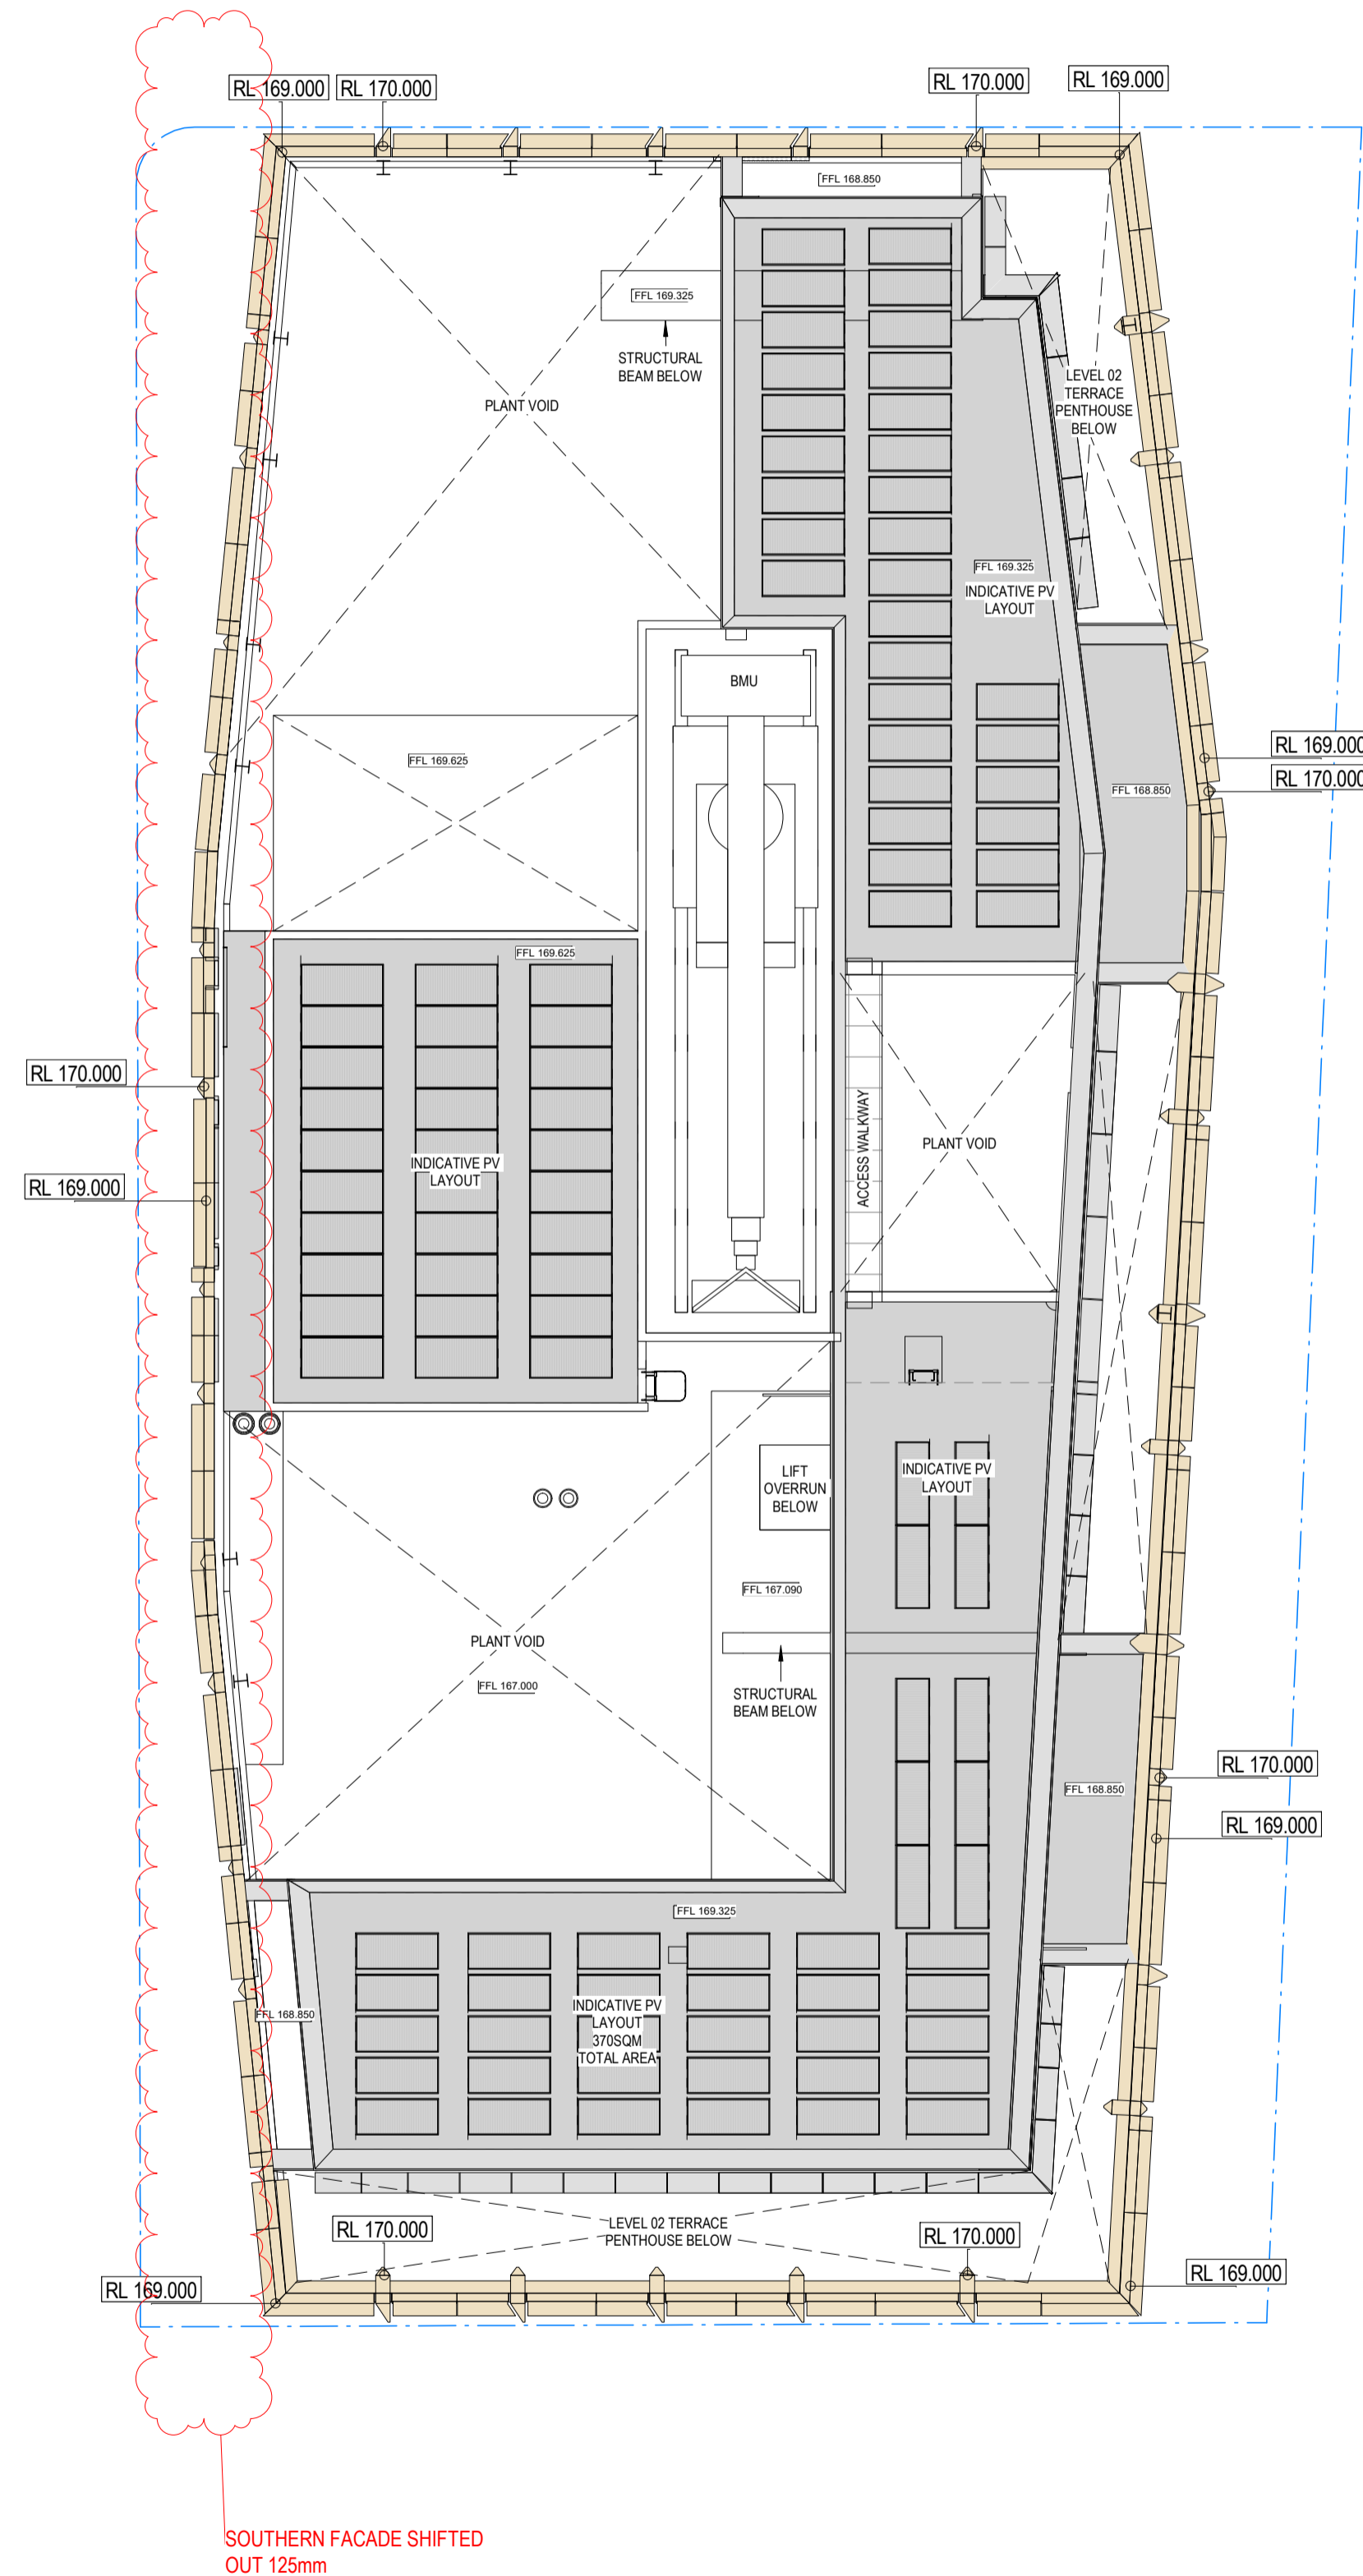 RL 169.000
RL 170.000
RL 170.000
RL 169.000
FFL 168.850
FFL 169.325
STRUCTURAL
BEAM BELOW
PLANT VOID
LEVEL 02
TERRACE
PENTHOUSE
BELOW
FFL 169.325
INDICATIVE PV
LAYOUT
BMU
FFL 169.625
RL 169.000
RL 170.000
FFL 168.850
FFL 169.625
RL 170.000
RL 169.000
INDICATIVE PV
LAYOUT
ACCESS WALKWAY
PLANT VOID
LIFT
OVERRUN
BELOW
INDICATIVE PV
LAYOUT
FFL 167.090
PLANT VOID
FFL 167.000
STRUCTURAL
BEAM BELOW
RL 170.000
FFL 168.850
RL 169.000
FFL 169.325
FFL 168.850
INDICATIVE PV
LAYOUT
370SQM
TOTAL AREA
RL 170.000
LEVEL 02 TERRACE
PENTHOUSE BELOW
RL 170.000
RL 169.000
RL 169.000
SOUTHERN FACADE SHIFTED
OUT 125mm